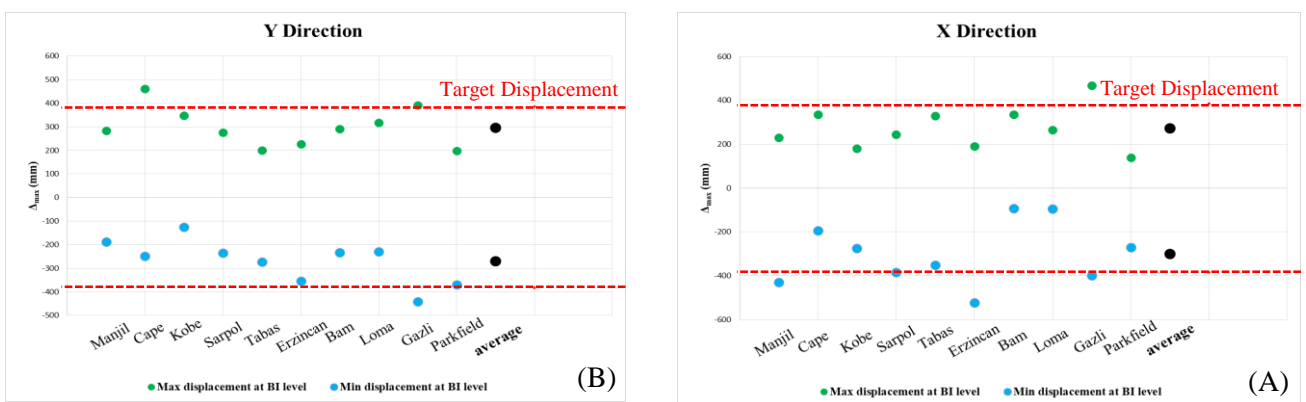 Y Direction
600
500
400
300
200
100
0
-100
-200
-300
-400
-500
Δmax (mm)
Target Displacement
Manjil
Cape
Kobe
Sarpol
Tabas
Erzincan
Bam
Loma
Gazli
Parkfield
average
Max displacement at BI level
Min displacement at BI level
(B)
X Direction
600
400
200
0
-200
-400
-600
Δmax (mm)
Target Displacement
Manjil
Cape
Kobe
Sarpol
Tabas
Erzincan
Bam
Loma
Gazli
Parkfield
average
Max displacement at BI level
Min displacement at BI level
(A)